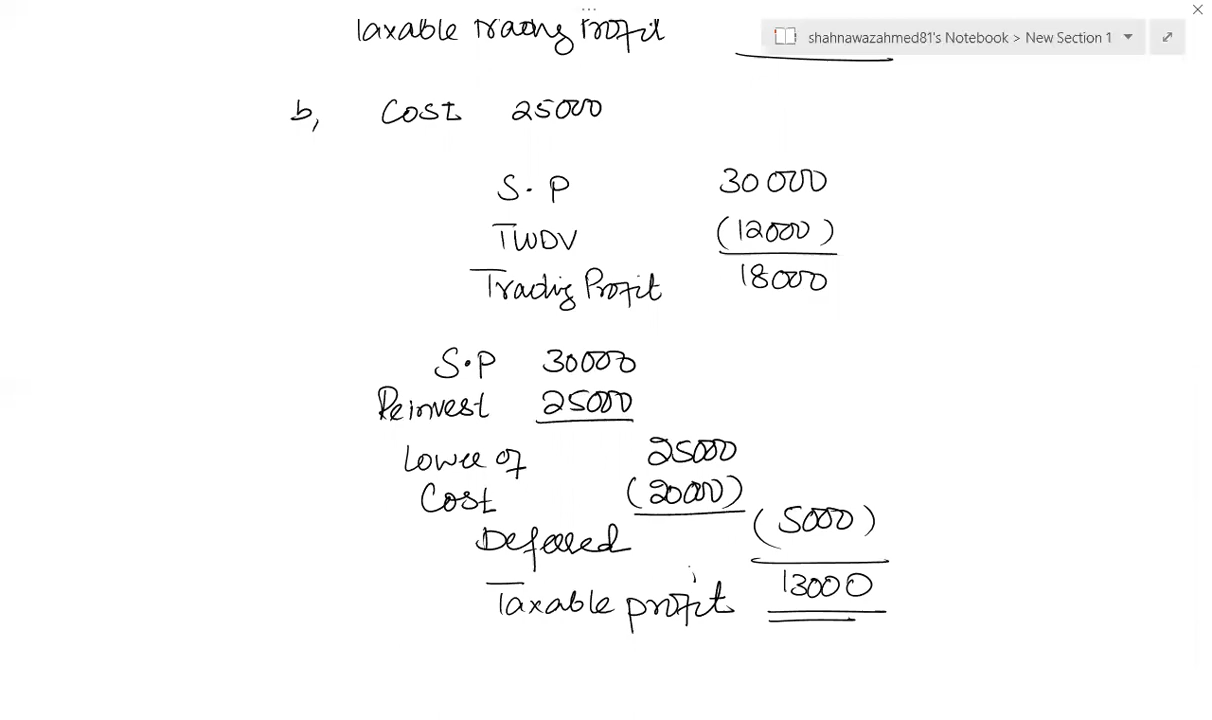 Taxable Trading Profit
shahnawazahmed81's Notebook > New Section 1
b, Cost 25000
S.P 30000
TWDV (12000)
Trading Profit 18000
S.P 30000
Reinvest 25000
Lower of 25000
Cost (20000)
Deferred (5000)
Taxable profit 13000